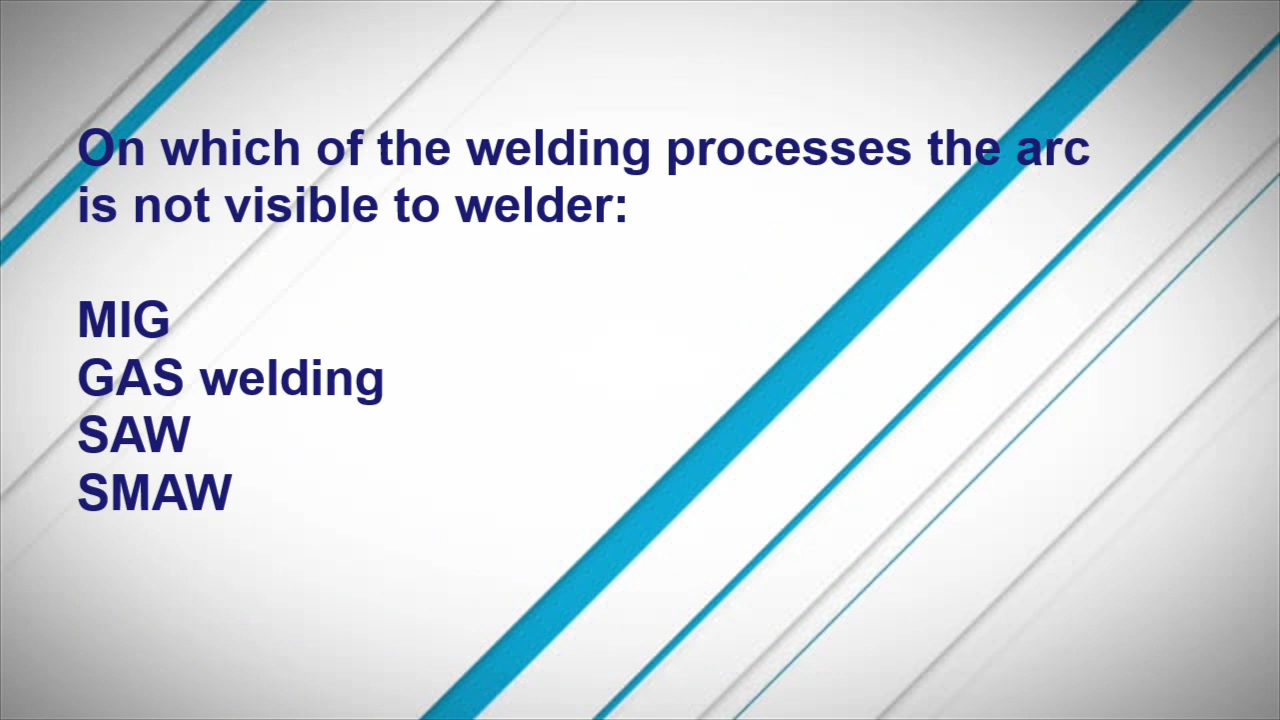 On which of the welding processes the arc
is not visible to welder:
MIG
GAS welding
SAW
SMAW